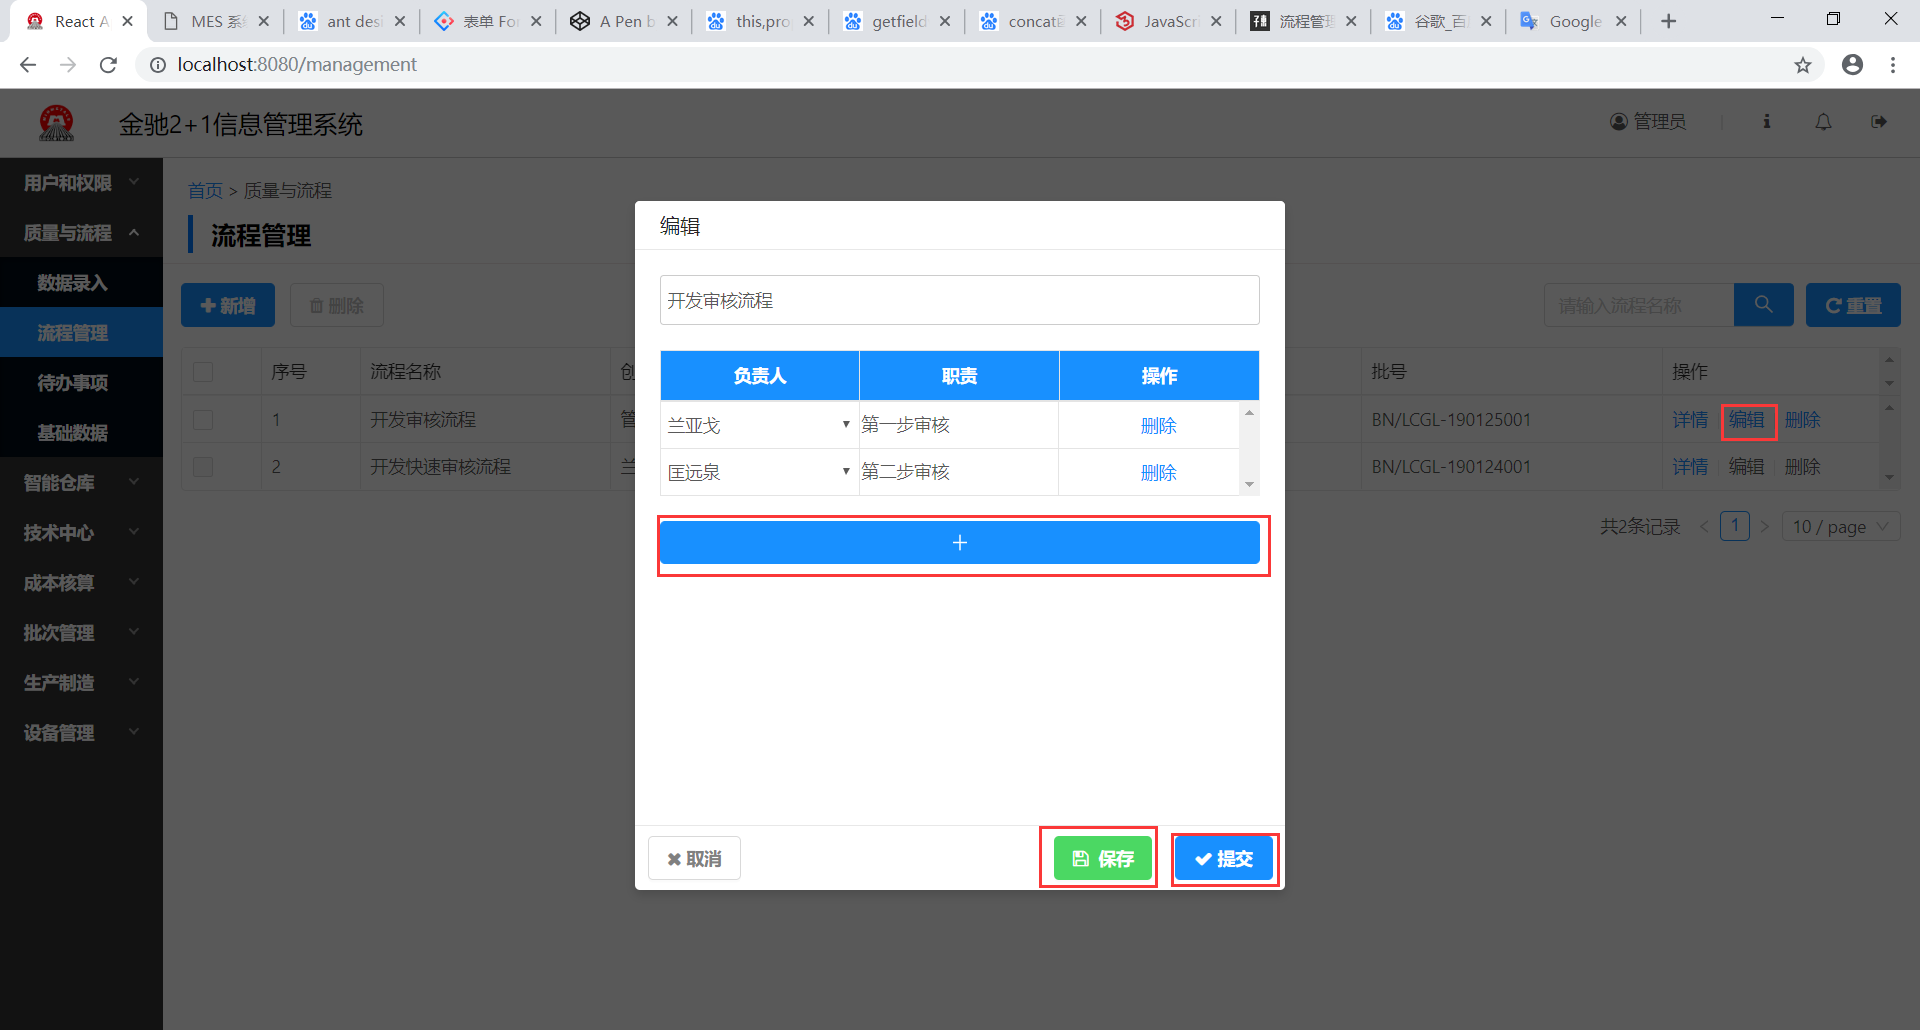 React A
MES 系
ant desi
表单 For
A Pen b
this,pro
getfield
concat
JavaScri
流程管理
谷歌_百
Google
localhost:8080/management
金驰2+1信息管理系统
管理员
用户和权限
质量与流程
数据录入
流程管理
待办事项
基础数据
智能仓库
技术中心
成本核算
批次管理
生产制造
设备管理
首页 > 质量与流程
流程管理
新增
删除
请输入流程名称
重置
序号
流程名称
创
批号
操作
1
开发审核流程
管
BN/LCGL-190125001
详情
编辑
删除
2
开发快速审核流程
兰
BN/LCGL-190124001
详情
编辑
删除
共2条记录
<
1
>
10 / page
编辑
开发审核流程
负责人
职责
操作
兰亚戈
第一步审核
删除
匡远泉
第二步审核
删除
+
取消
保存
提交